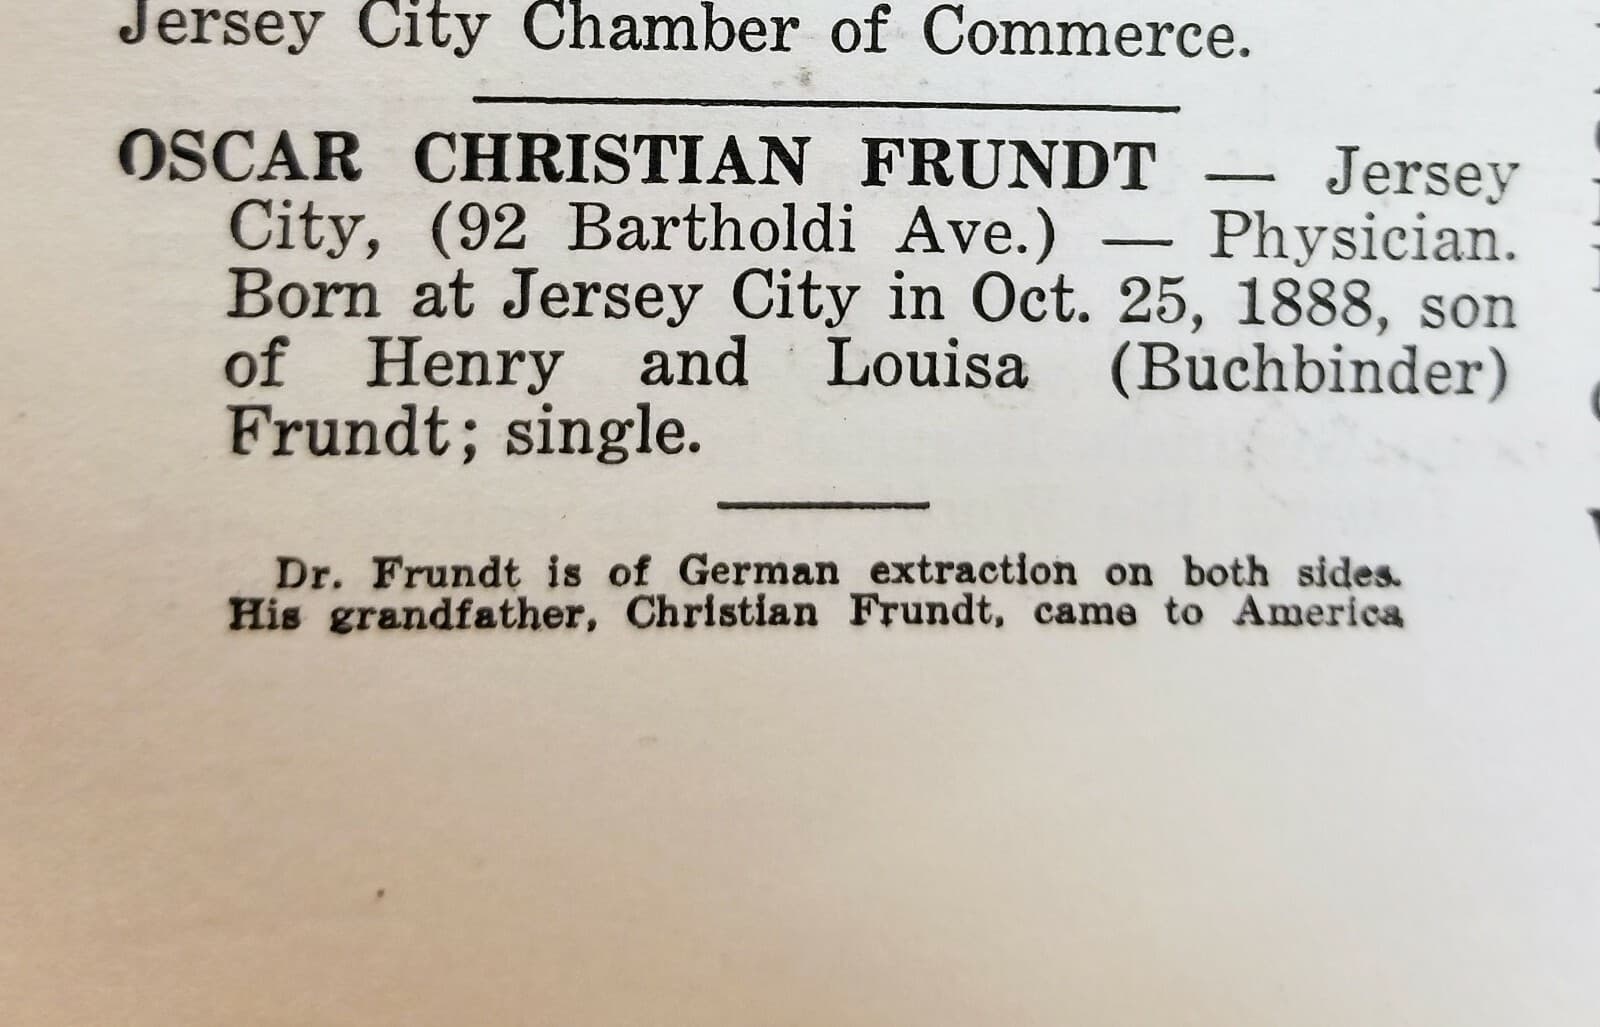 Jersey City Chamber of Commerce.
OSCAR CHRISTIAN FRUNDT — Jersey
City, (92 Bartholdi Ave.) — Physician.
Born at Jersey City in Oct. 25, 1888, son
of Henry and Louisa (Buchbinder)
Frundt; single.
Dr. Frundt is of German extraction on both sides.
His grandfather, Christian Frundt, came to America